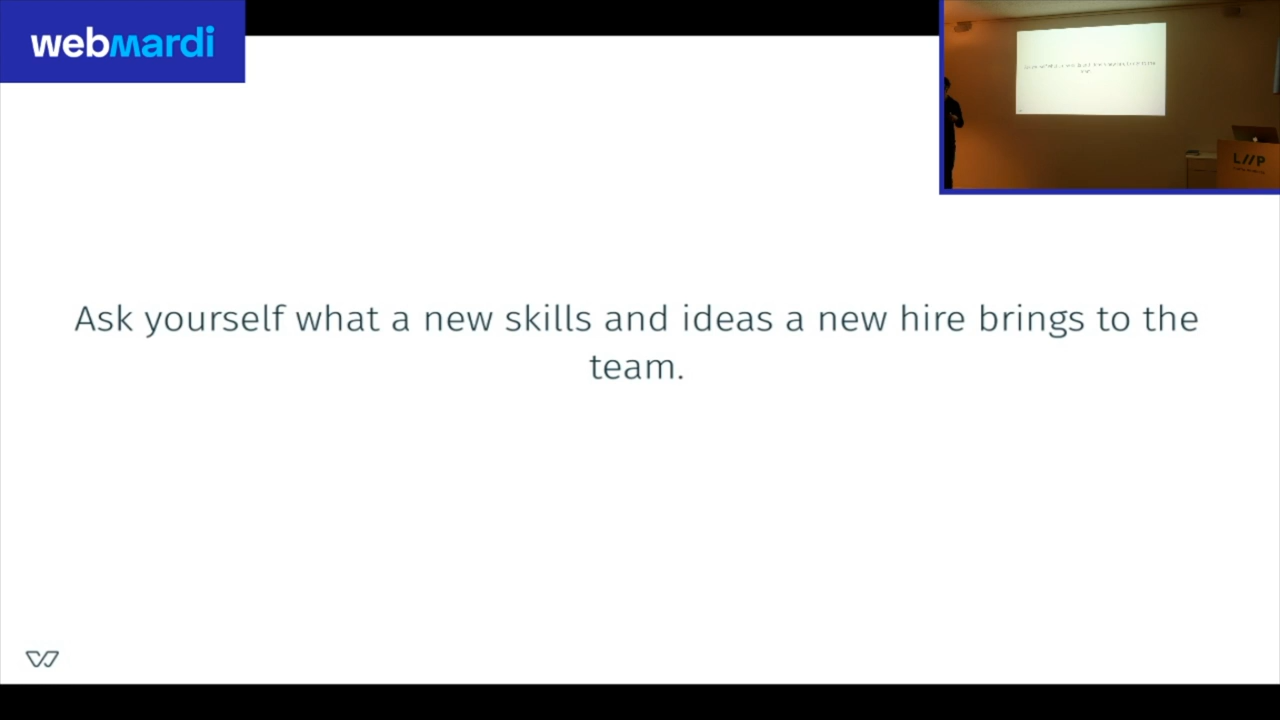 webmardi
Ask yourself what a new skills and ideas a new hire brings to the
team.
L//P